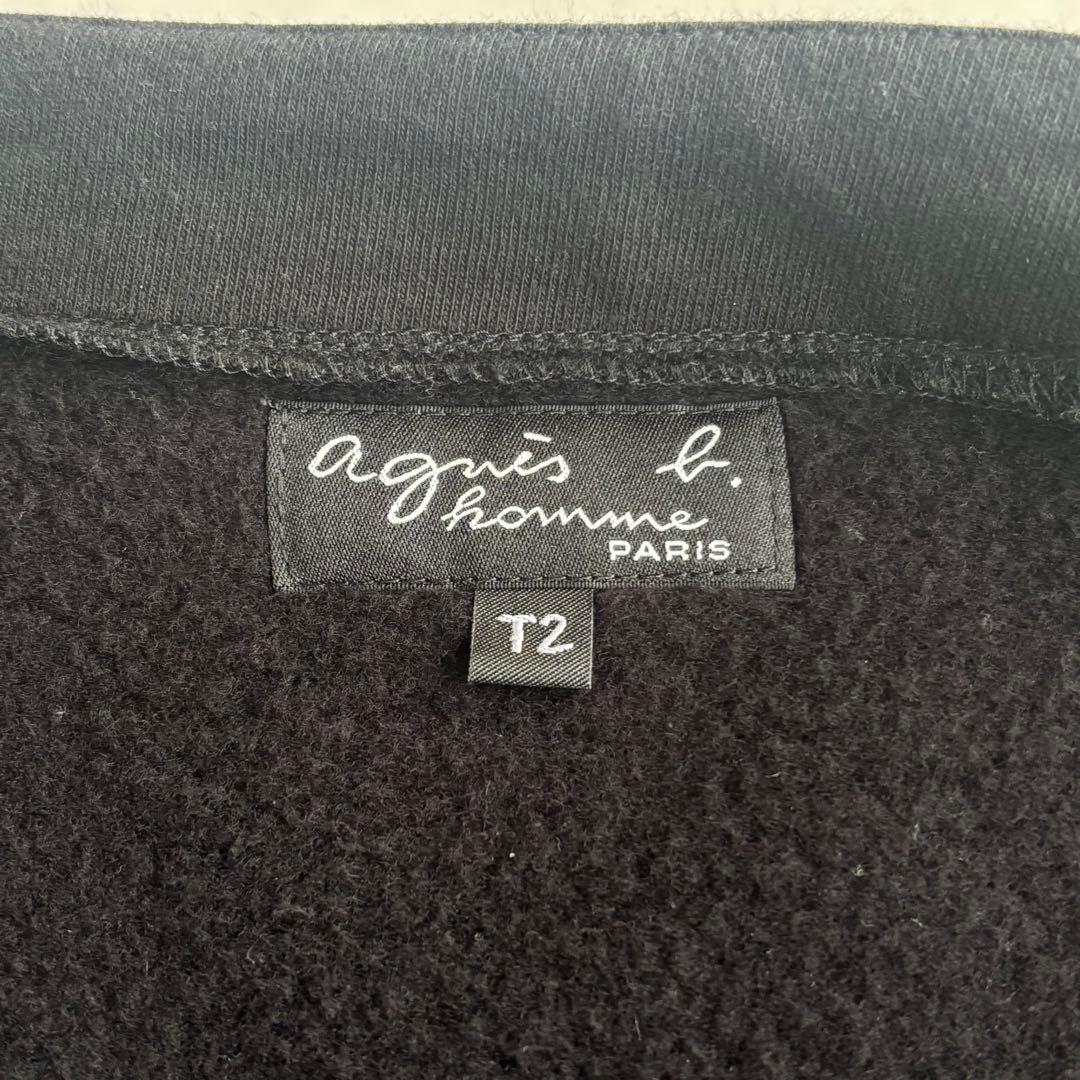 agnès b.
homme
PARIS
T2